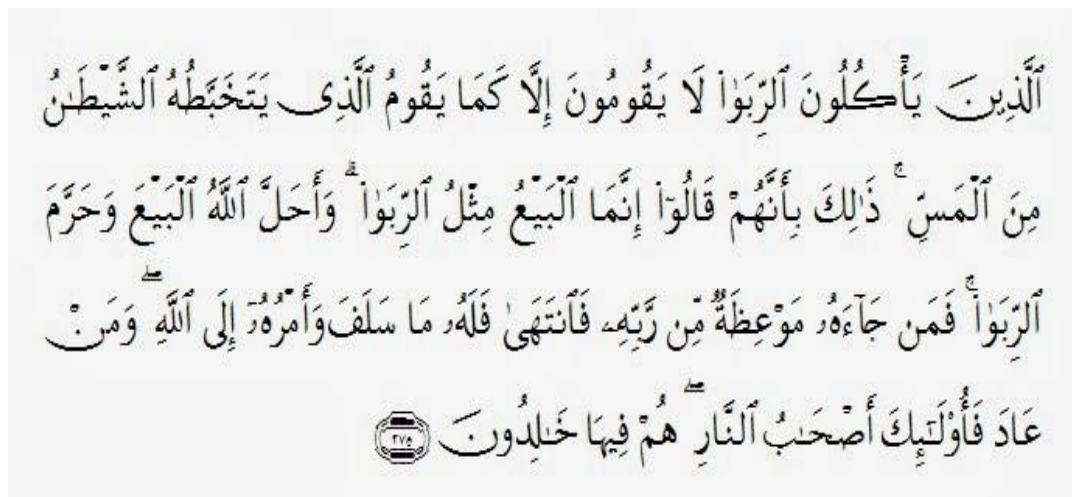 ٱلَّذِينَ يَأْكُلُونَ ٱلرِّبَوٰا۟ لَا يَقُومُونَ إِلَّا كَمَا يَقُومُ ٱلَّذِى يَتَخَبَّطُهُ ٱلشَّيْطَٰنُ
مِنَ ٱلْمَسِّ ۚ ذَٰلِكَ بِأَنَّهُمْ قَالُوٓا۟ إِنَّمَا ٱلْبَيْعُ مِثْلُ ٱلرِّبَوٰا۟ ۗ وَأَحَلَّ ٱللَّهُ ٱلْبَيْعَ وَحَرَّمَ
ٱلرِّبَوٰا۟ ۚ فَمَن جَآءَهُۥ مَوْعِظَةٌ مِّن رَّبِّهِۦ فَٱنتَهَىٰ فَلَهُۥ مَا سَلَفَ وَأَمْرُهُۥٓ إِلَى ٱللَّهِ ۖ وَمَنْ
عَادَ فَأُو۟لَٰٓئِكَ أَصْحَٰبُ ٱلنَّارِ ۖ هُمْ فِيهَا خَٰلِدُونَ ٢٧٥